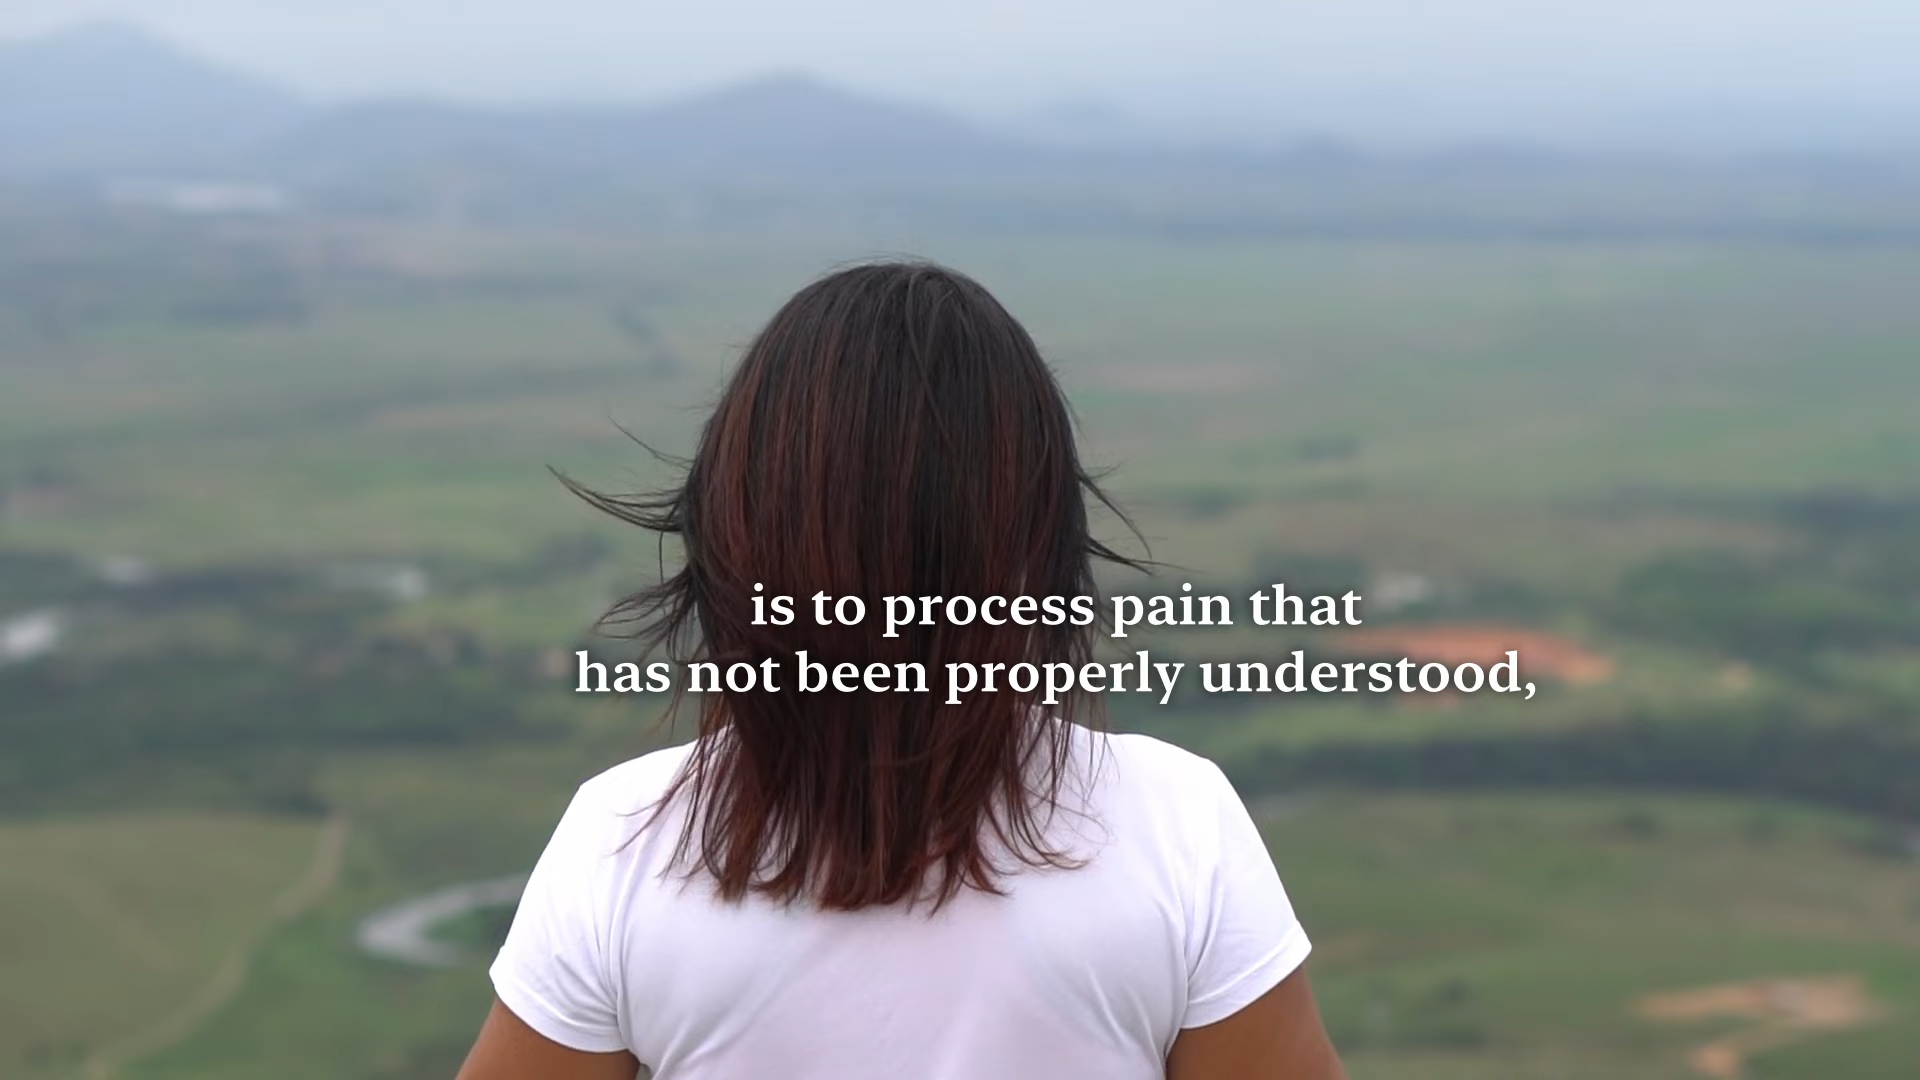 is to process pain that
has not been properly understood,